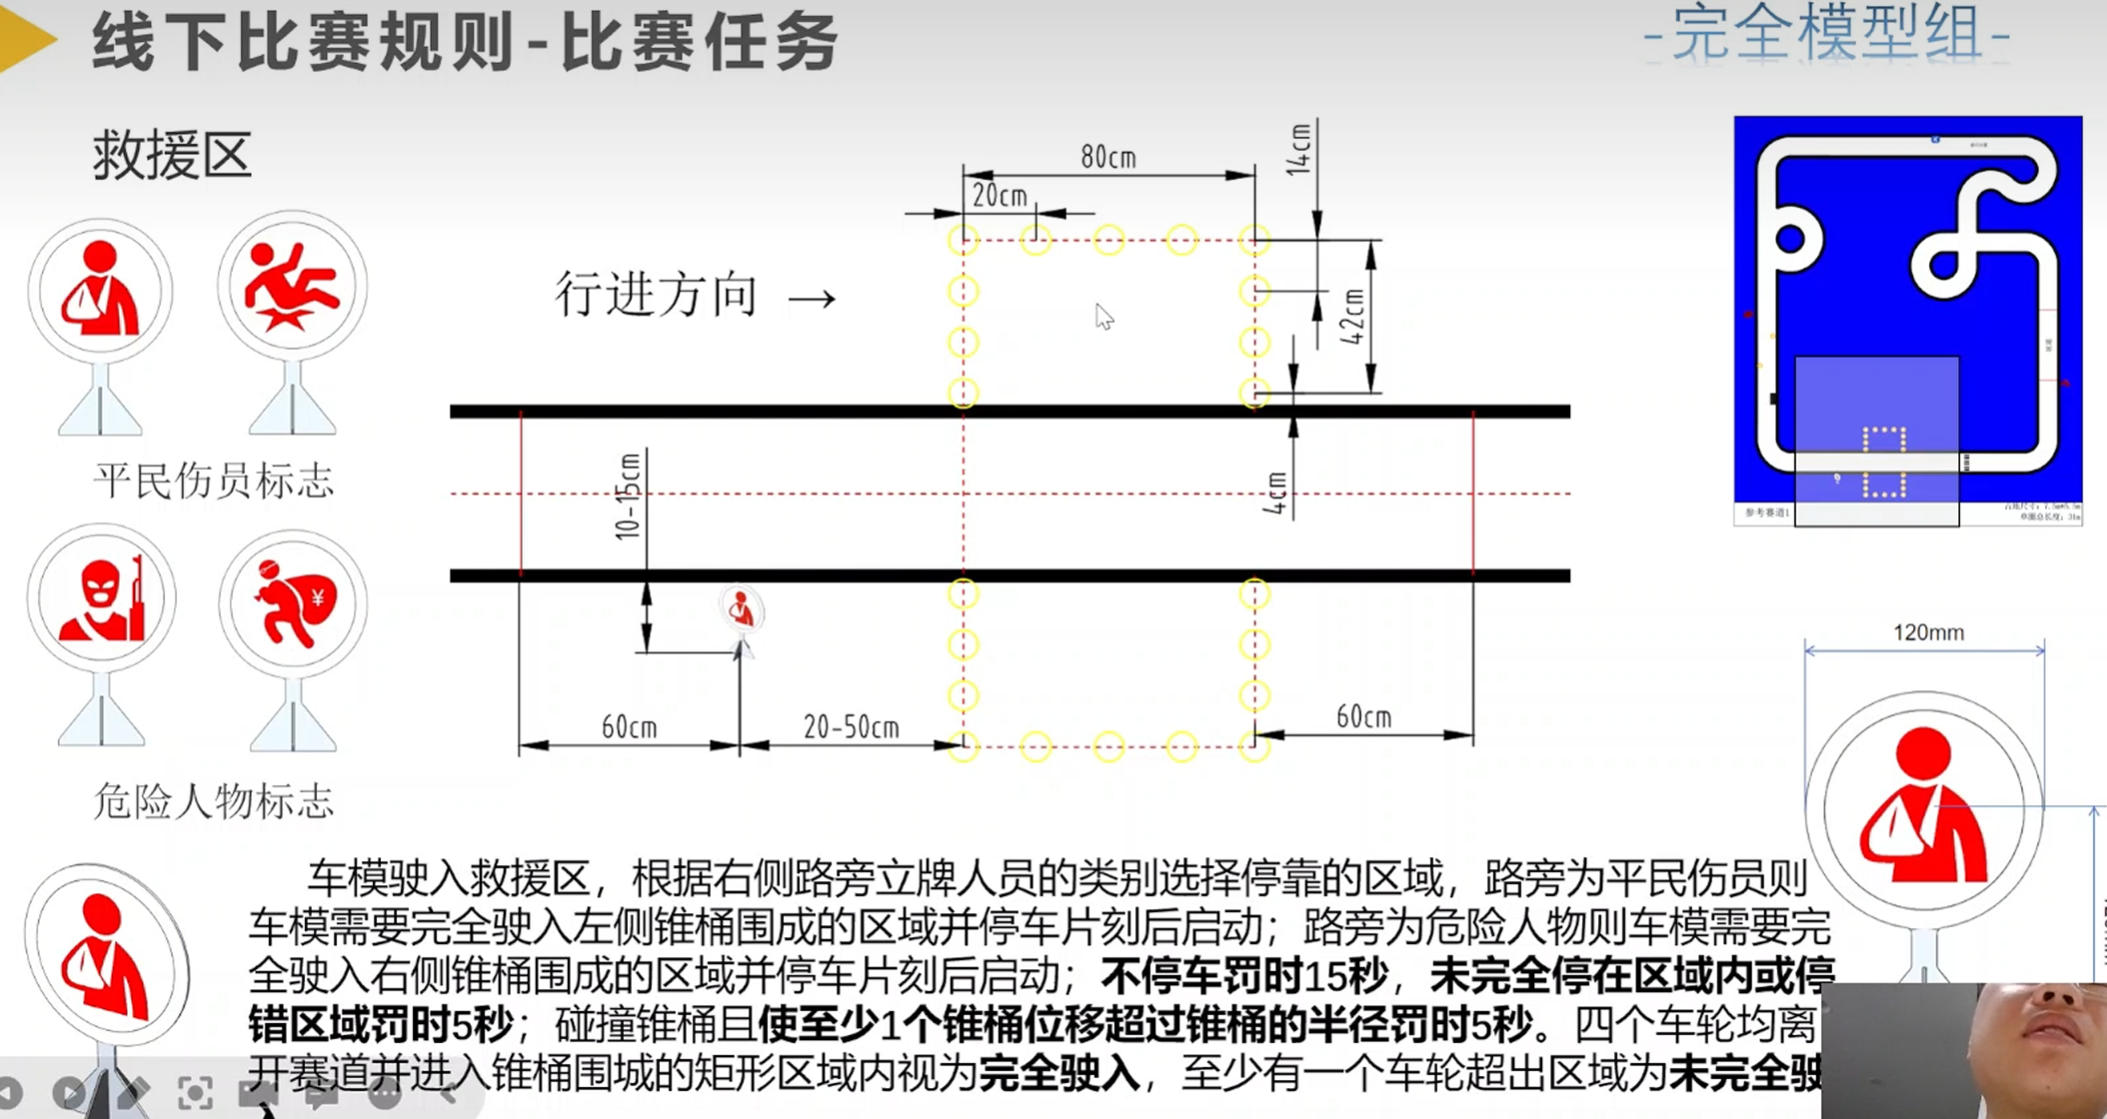 线下比赛规则-比赛任务
-完全模型组-
救援区
80cm
14cm
20cm
行进方向 →
42cm
平民伤员标志
10-15cm
4cm
参考赛道1
¥
120mm
60cm
20-50cm
60cm
危险人物标志
车模驶入救援区，根据右侧路旁立牌人员的类别选择停靠的区域，路旁为平民伤员则
车模需要完全驶入左侧锥桶围成的区域并停车片刻后启动；路旁为危险人物则车模需要完
全驶入右侧锥桶围成的区域并停车片刻后启动；不停车罚时15秒，未完全停在区域内或停
错区域罚时5秒；碰撞锥桶且使至少1个锥桶位移超过锥桶的半径罚时5秒。四个车轮均离
开赛道并进入锥桶围城的矩形区域内视为完全驶入，至少有一个车轮超出区域为未完全驶